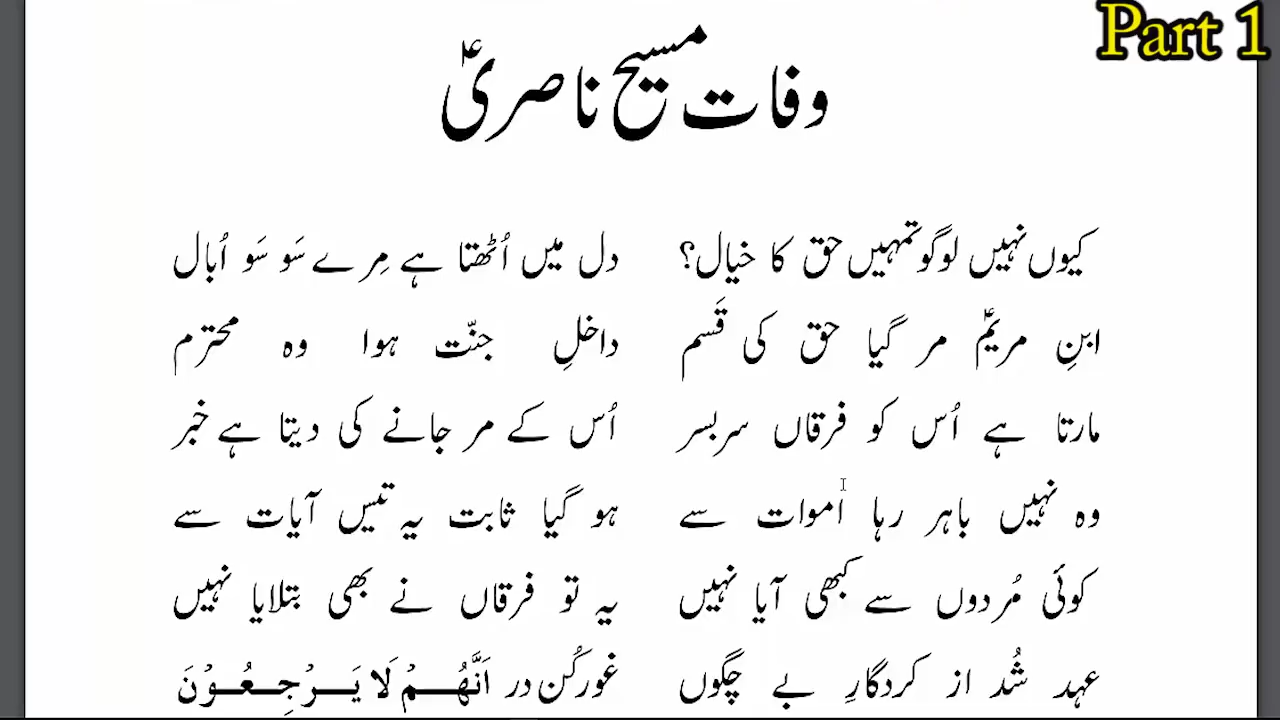 Part 1
وفات مسیح ناصریؑ
کیوں نہیں لوگو تمہیں حق کا خیال؟ دل میں اُٹھتا ہے مِرے سَو سَو اُبال
ابنِ مریمؑ مر گیا حق کی قَسم داخلِ جنّت ہوا وہ محترم
مارتا ہے اُس کو فرقاں سربسر اُس کے مر جانے کی دیتا ہے خبر
وہ نہیں باہر رہا اَموات سے ہو گیا ثابت یہ تیس آیات سے
کوئی مُردوں سے کبھی آیا نہیں یہ تو فرقاں نے بھی بتلایا نہیں
عہد شُد از کردگارِ بے چگوں غور کُن در اَنَّھُمْ لَا یَرْجِعُوْنَ